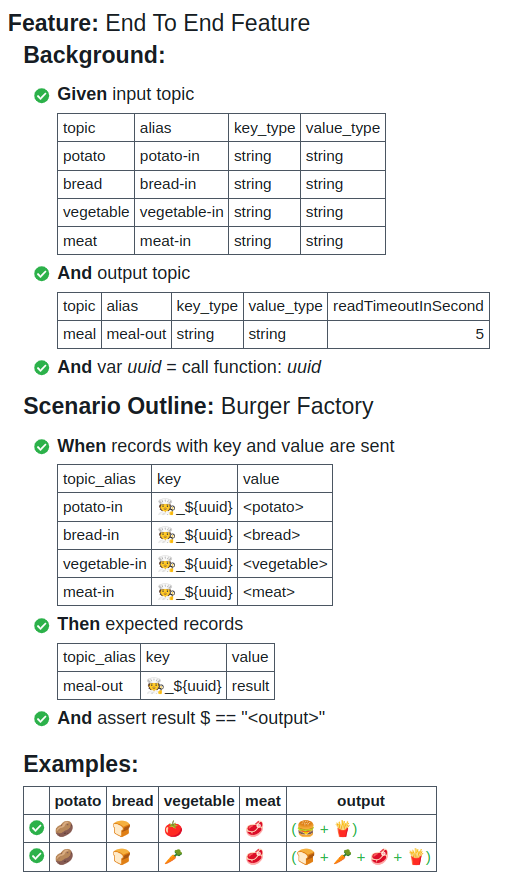 Feature: End To End Feature
Background:
Given input topic
topic alias key_type value_type
potato potato-in string string
bread bread-in string string
vegetable vegetable-in string string
meat meat-in string string
And output topic
topic alias key_type value_type readTimeoutInSecond
meal meal-out string string 5
And var uuid = call function: uuid
Scenario Outline: Burger Factory
When records with key and value are sent
topic_alias key value
potato-in 🧑‍🍳_${uuid} <potato>
bread-in 🧑‍🍳_${uuid} <bread>
vegetable-in 🧑‍🍳_${uuid} <vegetable>
meat-in 🧑‍🍳_${uuid} <meat>
Then expected records
topic_alias key value
meal-out 🧑‍🍳_${uuid} result
And assert result $ == "<output>"
Examples:
potato bread vegetable meat output
🥔 🍞 🍅 🥩 (🍔 + 🍟)
🥔 🍞 🥕 🥩 (🍞 + 🥕 + 🥩 + 🍟)